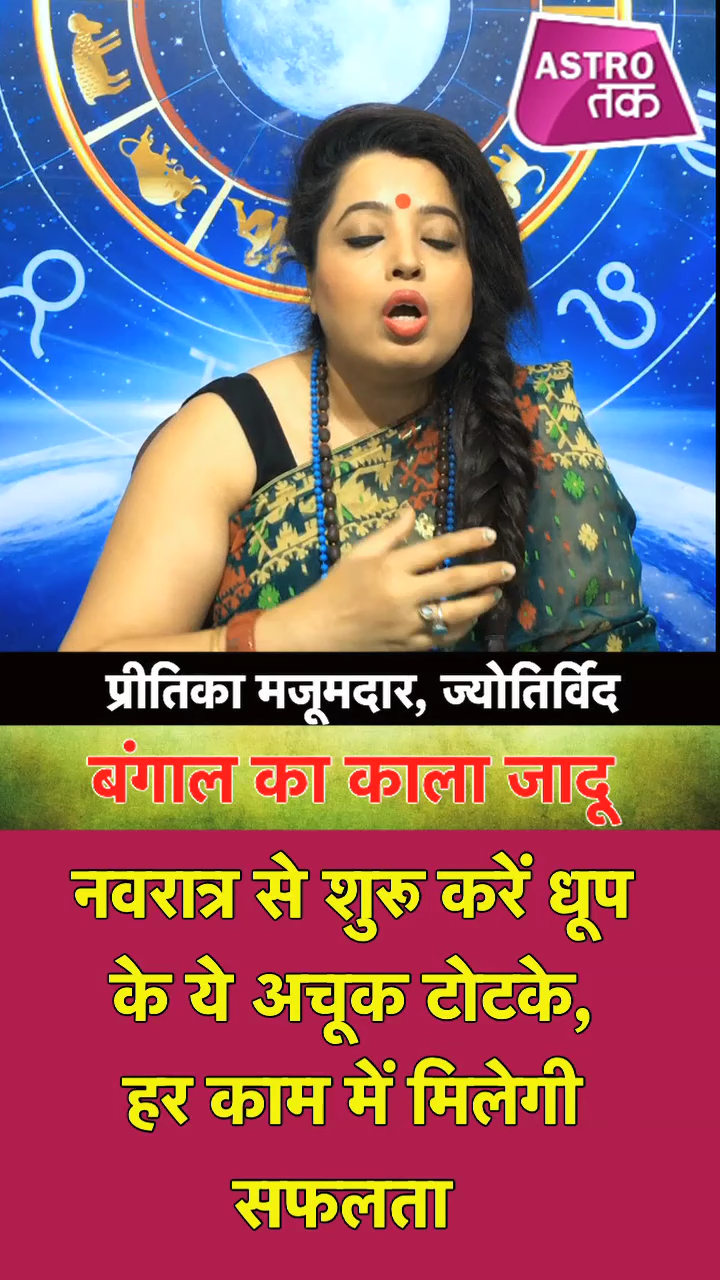 ASTRO
तक
प्रीतिका मजूमदार, ज्योतिर्विद
बंगाल का काला जादू
नवरात्र से शुरू करें धूप
के ये अचूक टोटके,
हर काम में मिलेगी
सफलता